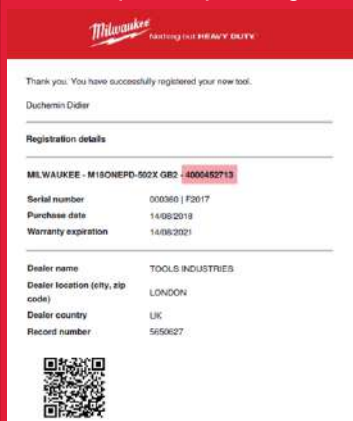 Milwaukee
Nothing but HEAVY DUTY.
Thank you. You have successfully registered your new tool.
Duchemin Didier
Registration details
MILWAUKEE - M18ONEPD-502X GB2 - 4000452713
Serial number 000360 | F2017
Purchase date 14/08/2018
Warranty expiration 14/08/2021
Dealer name TOOLS INDUSTRIES
Dealer location (city, zip
code) LONDON
Dealer country UK
Record number 5650627